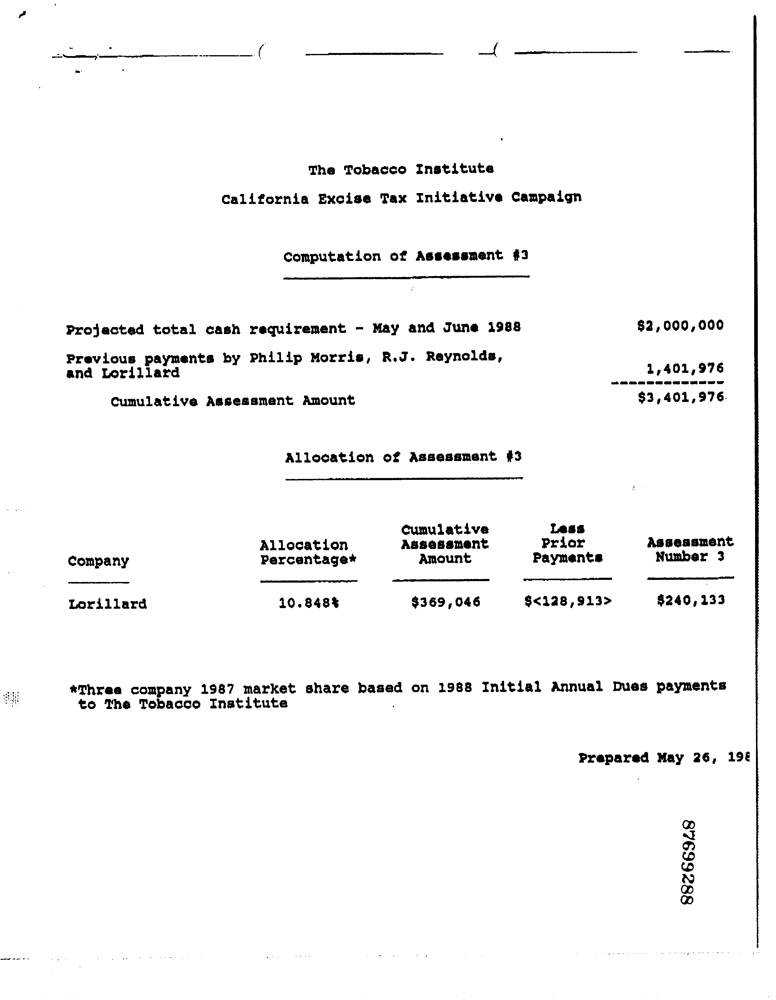 The Tobacco Institute
California Excise Tax Initiative Campaign
Computation of Assessment #3
Projected total cash requirement - May and June 1988 $2,000,000
Previous payments by Philip Morris, R.J. Reynolds,
and Lorillard 1,401,976
Cumulative Assessment Amount $3,401,976
Allocation of Assessment #3
Cumulative Less
Allocation Assessment Prior Assessment
Company Percentage* Amount Payments Number 3
Lorillard 10.848% $369,046 $<128,913> $240,133
*Three company 1987 market share based on 1988 Initial Annual Dues payments
to The Tobacco Institute
Prepared May 26, 198
87699288